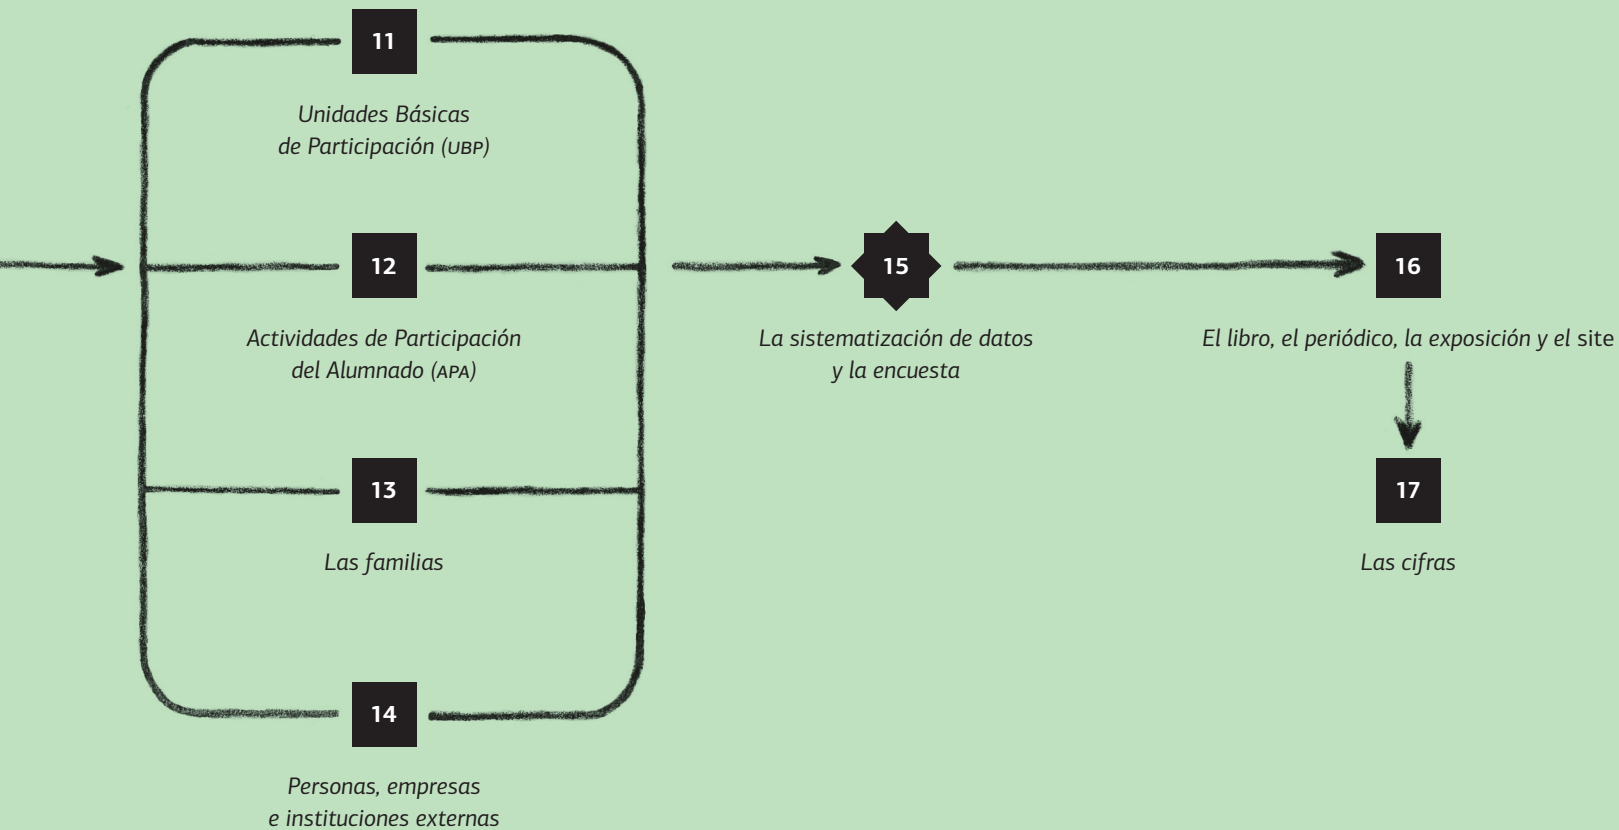 11
Unidades Básicas
de Participación (UBP)
12
Actividades de Participación
del Alumnado (APA)
13
Las familias
14
Personas, empresas
e instituciones externas
15
La sistematización de datos
y la encuesta
16
El libro, el periódico, la exposición y el site
17
Las cifras